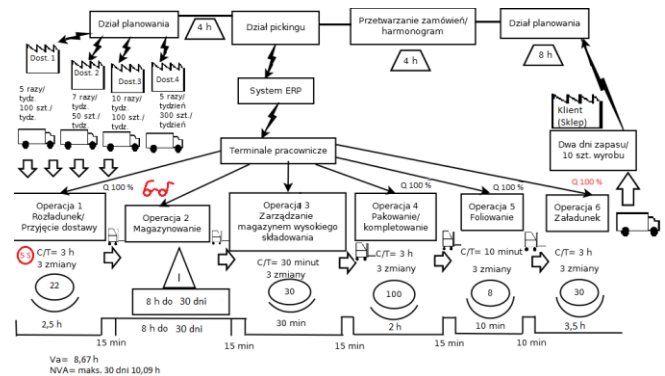 Dział planowania
4 h
Dział pickingu
Przetwarzanie zamówień/
harmonogram
Dział planowania
4 h
8 h
Dost. 1
Dost. 2
Dost.3
Dost.4
5 razy/
tydz.
100 szt./
tydz.
7 razy/
tydz.
50 szt./
tydz.
10 razy/
tydz.
100 szt./
tydz.
5 razy/
tydzień
300 szt./
tydzień
System ERP
Klient
(Sklep)
Dwa dni zapasu/
10 szt. wyrobu
Terminale pracownicze
Q 100 %
Q 100 %
Q 100 %
Q 100 %
Operacja 1
Rozładunek/
Przyjęcie dostawy
Operacja 2
Magazynowanie
Operacja 3
Zarządzanie
magazynem wysokiego
składowania
Operacja 4
Pakowanie/
kompletowanie
Operacja 5
Foliowanie
Operacja 6
Załadunek
5 S
C/T= 3 h
3 zmiany
22
I
8 h do 30 dni
C/T= 30 minut
3 zmiany
30
C/T= 3 h
3 zmiany
100
C/T= 10 minut
3 zmiany
8
C/T= 3 h
3 zmiany
30
2,5 h
15 min
8 h do 30 dni
15 min
30 min
15 min
2 h
15 min
10 min
10 min
3,5 h
Va= 8,67 h
NVA= maks. 30 dni 10,09 h